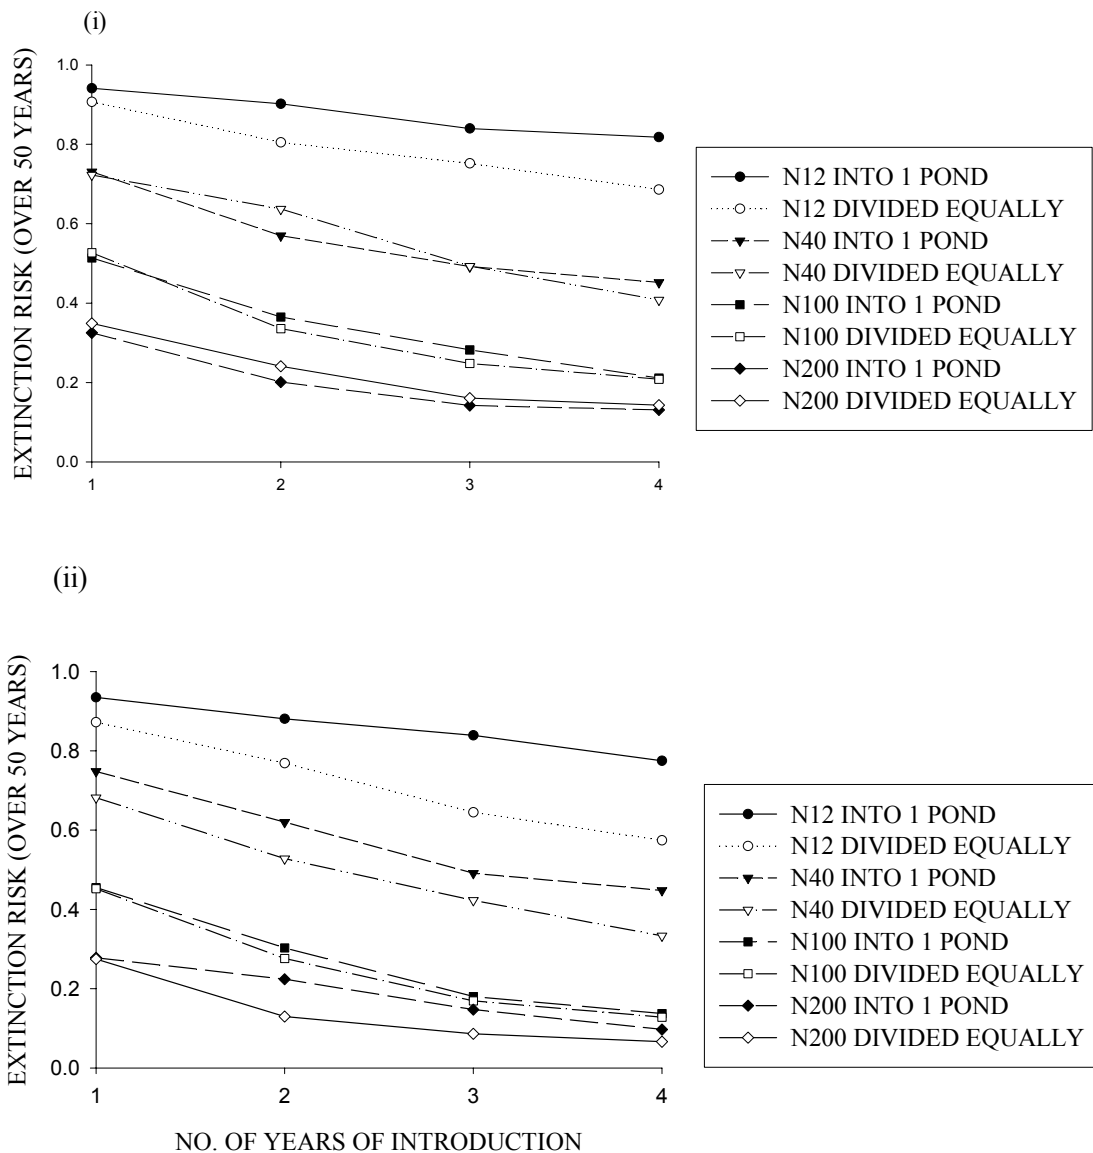 (i)
EXTINCTION RISK (OVER 50 YEARS)
1.0
0.8
0.6
0.4
0.2
0.0
1 2 3 4
N12 INTO 1 POND
N12 DIVIDED EQUALLY
N40 INTO 1 POND
N40 DIVIDED EQUALLY
N100 INTO 1 POND
N100 DIVIDED EQUALLY
N200 INTO 1 POND
N200 DIVIDED EQUALLY
(ii)
EXTINCTION RISK (OVER 50 YEARS)
1.0
0.8
0.6
0.4
0.2
0.0
1 2 3 4
NO. OF YEARS OF INTRODUCTION
N12 INTO 1 POND
N12 DIVIDED EQUALLY
N40 INTO 1 POND
N40 DIVIDED EQUALLY
N100 INTO 1 POND
N100 DIVIDED EQUALLY
N200 INTO 1 POND
N200 DIVIDED EQUALLY